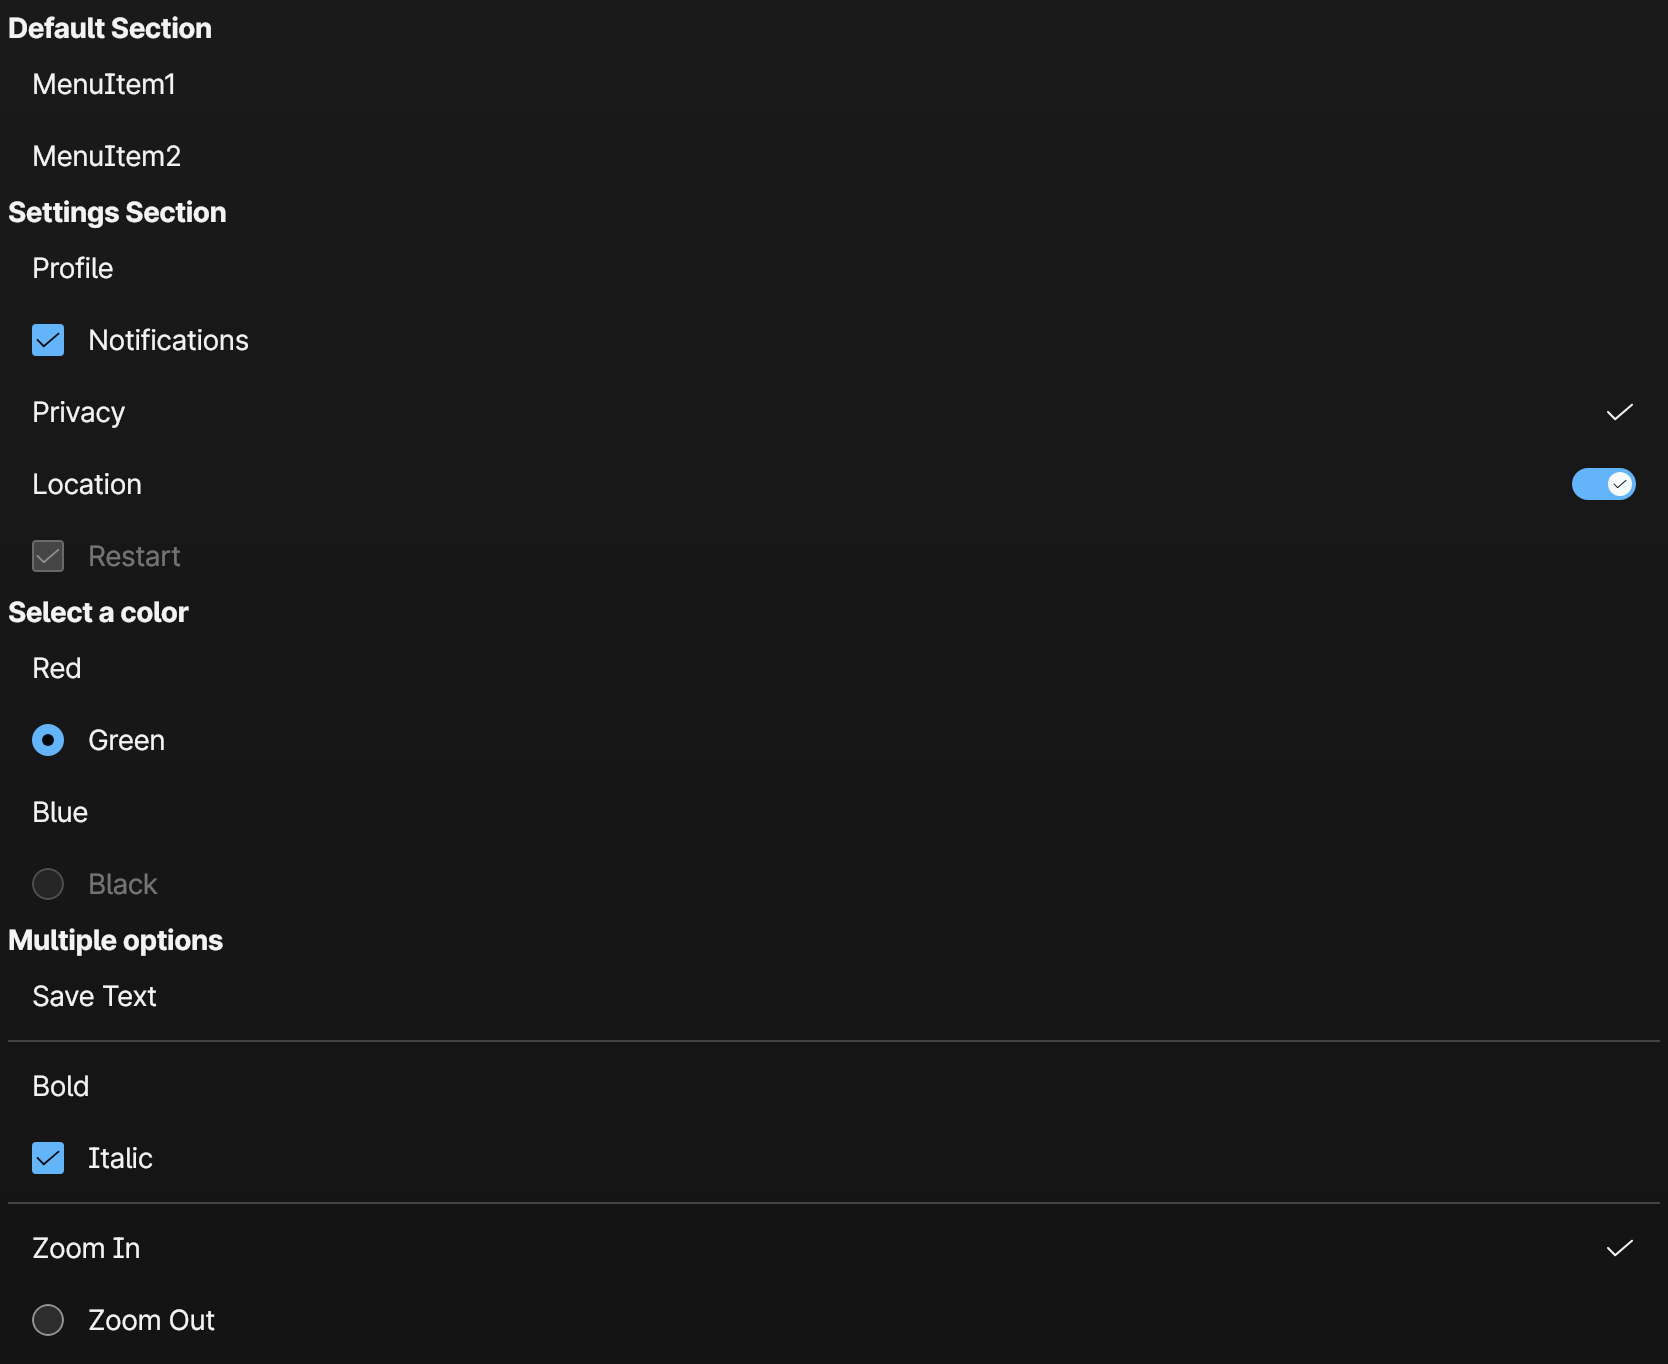 Default Section
MenuItem1
MenuItem2
Settings Section
Profile
Notifications
Privacy
Location
Restart
Select a color
Red
Green
Blue
Black
Multiple options
Save Text
Bold
Italic
Zoom In
Zoom Out